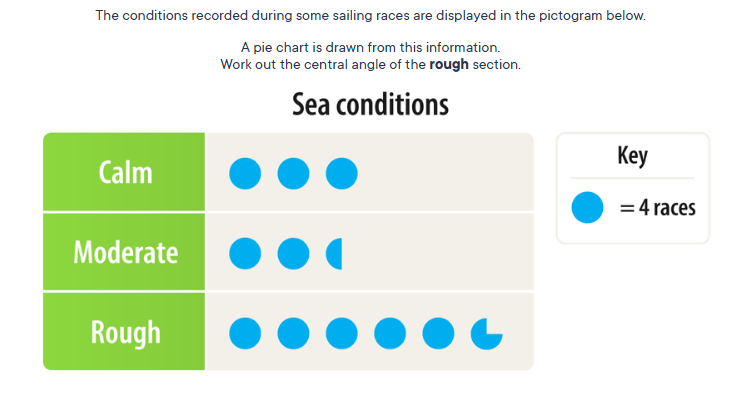 The conditions recorded during some sailing races are displayed in the pictogram below.
A pie chart is drawn from this information.
Work out the central angle of the rough section.
Sea conditions
Calm
Moderate
Rough
Key
= 4 races